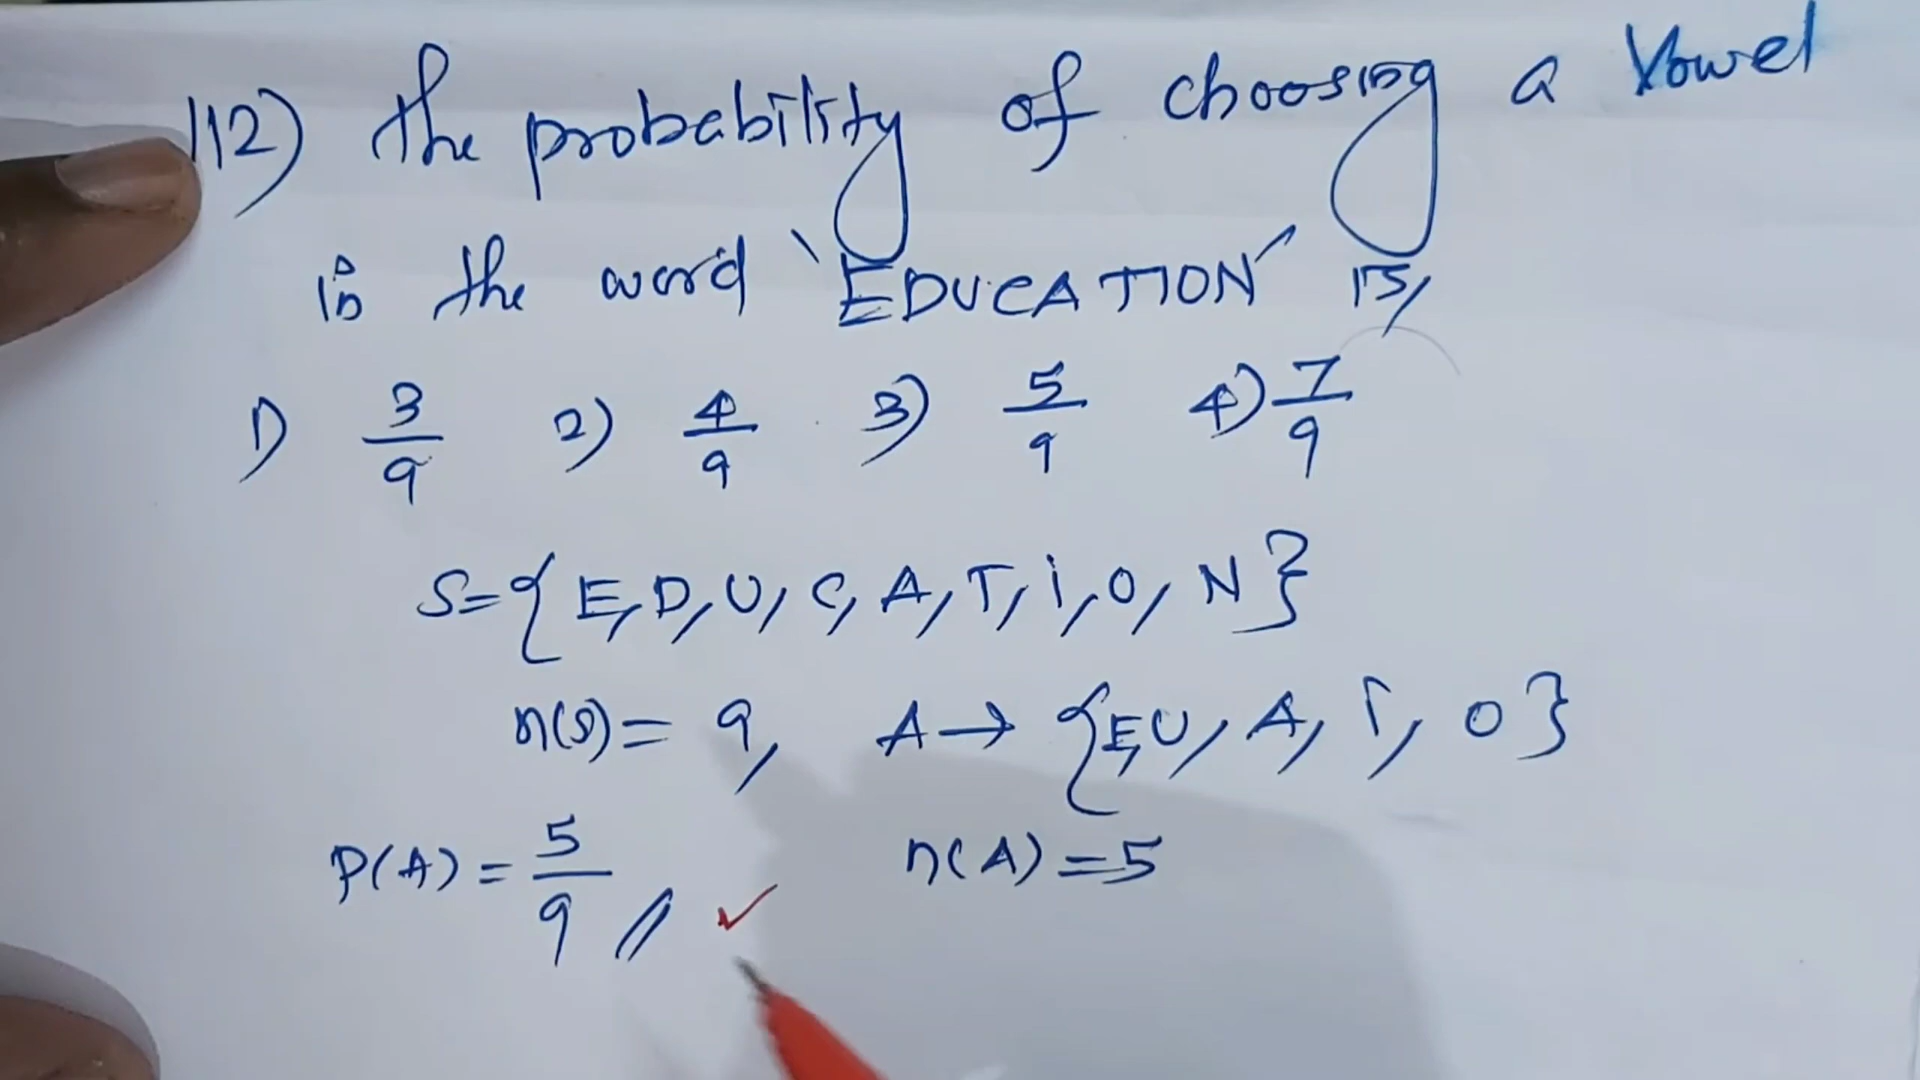 112) The probability of choosing a Vowel
in the word 'EDUCATION' is,
1) 3/9 2) 4/9 3) 5/9 4) 7/9
S={E,D,U,C,A,T,I,O,N}
n(S)=9, A→{E,U,A,I,O}
P(A)=5/9 // ✓ n(A)=5